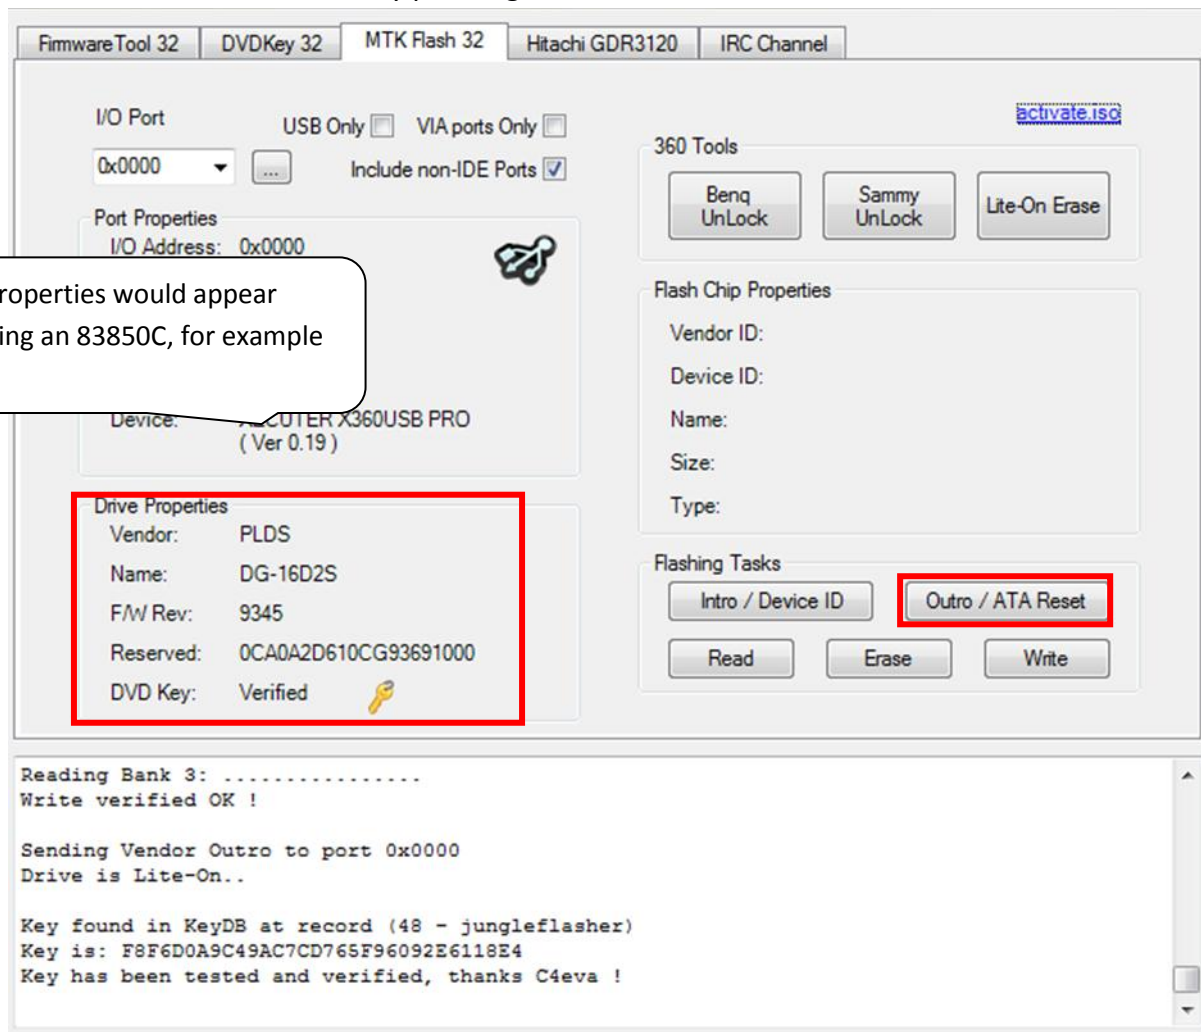 FirmwareTool 32 DVDKey 32 MTK Flash 32 Hitachi GDR3120 IRC Channel
I/O Port USB Only VIA ports Only
0x0000 ... Include non-IDE Ports
Port Properties
I/O Address: 0x0000
roperties would appear
ing an 83850C, for example
Device: X360USB PRO
( Ver 0.19 )
Drive Properties
Vendor: PLDS
Name: DG-16D2S
F/W Rev: 9345
Reserved: 0CA0A2D610CG93691000
DVD Key: Verified
activate.iso
360 Tools
Benq
UnLock
Sammy
UnLock
Lite-On Erase
Flash Chip Properties
Vendor ID:
Device ID:
Name:
Size:
Type:
Flashing Tasks
Intro / Device ID Outro / ATA Reset
Read Erase Write
Reading Bank 3: ................
Write verified OK !
Sending Vendor Outro to port 0x0000
Drive is Lite-On..
Key found in KeyDB at record (48 - jungleflasher)
Key is: F8F6D0A9C49AC7CD765F96092E6118E4
Key has been tested and verified, thanks C4eva !